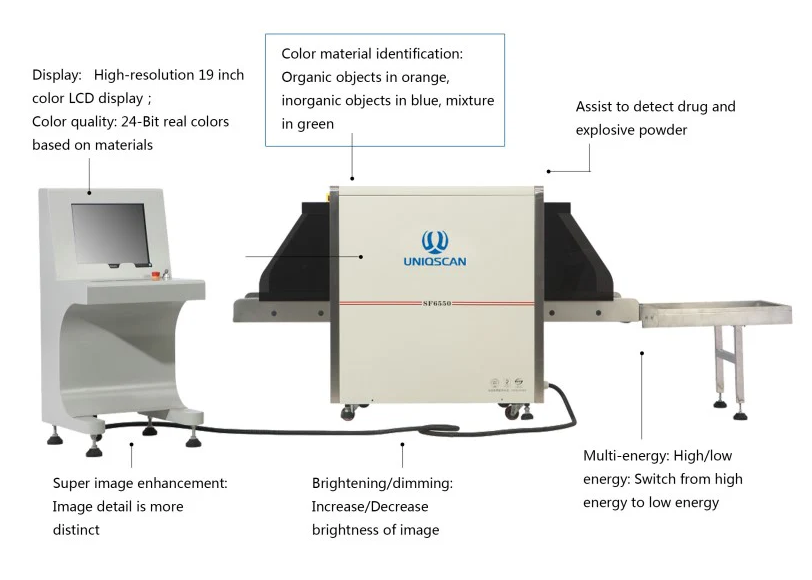 Color material identification:
Organic objects in orange,
inorganic objects in blue, mixture
in green
Display: High-resolution 19 inch
color LCD display ;
Color quality: 24-Bit real colors
based on materials
Assist to detect drug and
explosive powder
UNIQSCAN
SF6550
Super image enhancement:
Image detail is more
distinct
Brightening/dimming:
Increase/Decrease
brightness of image
Multi-energy: High/low
energy: Switch from high
energy to low energy